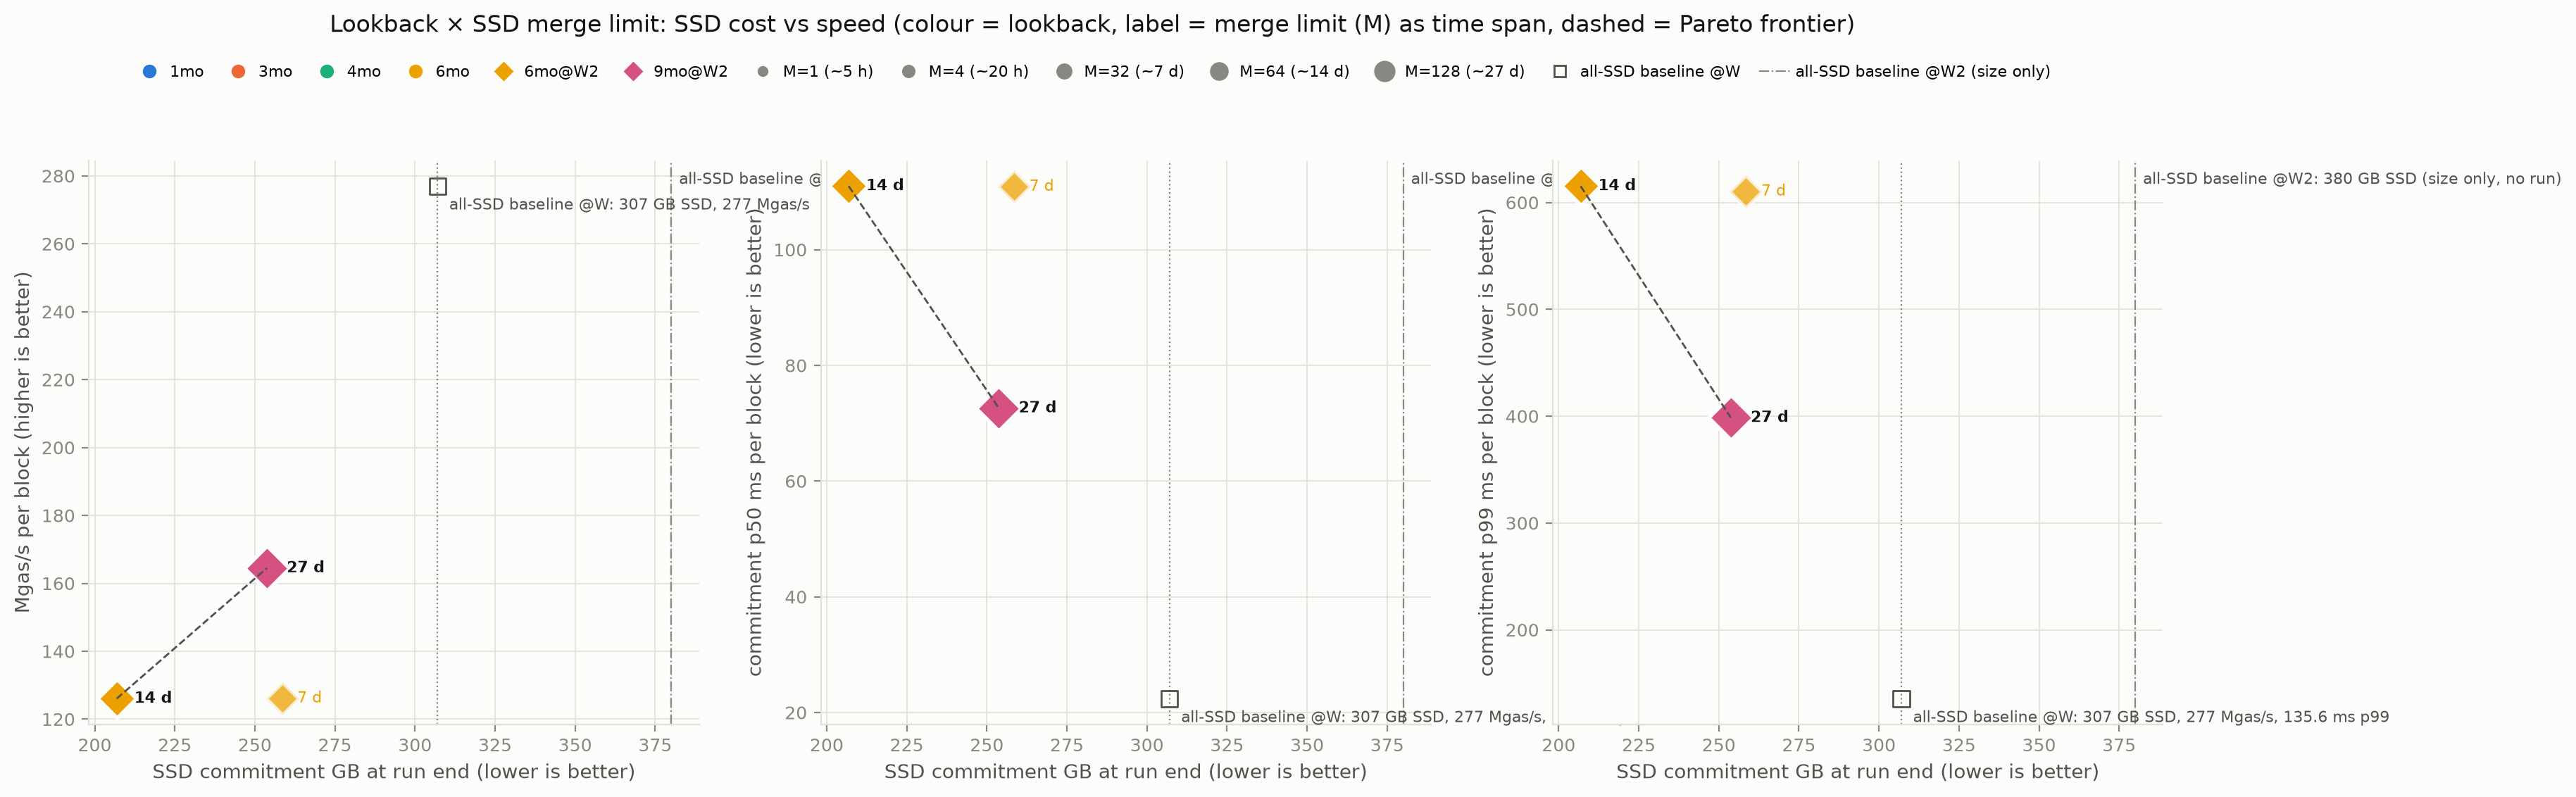 Lookback × SSD merge limit: SSD cost vs speed (colour = lookback, label = merge limit (M) as time span, dashed = Pareto frontier)
1mo 3mo 4mo 6mo 6mo@W2 9mo@W2 M=1 (~5 h) M=4 (~20 h) M=32 (~7 d) M=64 (~14 d) M=128 (~27 d) all-SSD baseline @W all-SSD baseline @W2 (size only)
Mgas/s per block (higher is better)
280
260
240
220
200
180
160
140
120
all-SSD baseline @
all-SSD baseline @W: 307 GB SSD, 277 Mgas/s
27 d
14 d
7 d
200 225 250 275 300 325 350 375
SSD commitment GB at run end (lower is better)
commitment p50 ms per block (lower is better)
100
80
60
40
20
14 d
7 d
all-SSD baseline @
27 d
all-SSD baseline @W: 307 GB SSD, 277 Mgas/s,
200 225 250 275 300 325 350 375
SSD commitment GB at run end (lower is better)
commitment p99 ms per block (lower is better)
600
500
400
300
200
14 d
7 d
all-SSD baseline @W2: 380 GB SSD (size only, no run)
27 d
all-SSD baseline @W: 307 GB SSD, 277 Mgas/s, 135.6 ms p99
200 225 250 275 300 325 350 375
SSD commitment GB at run end (lower is better)